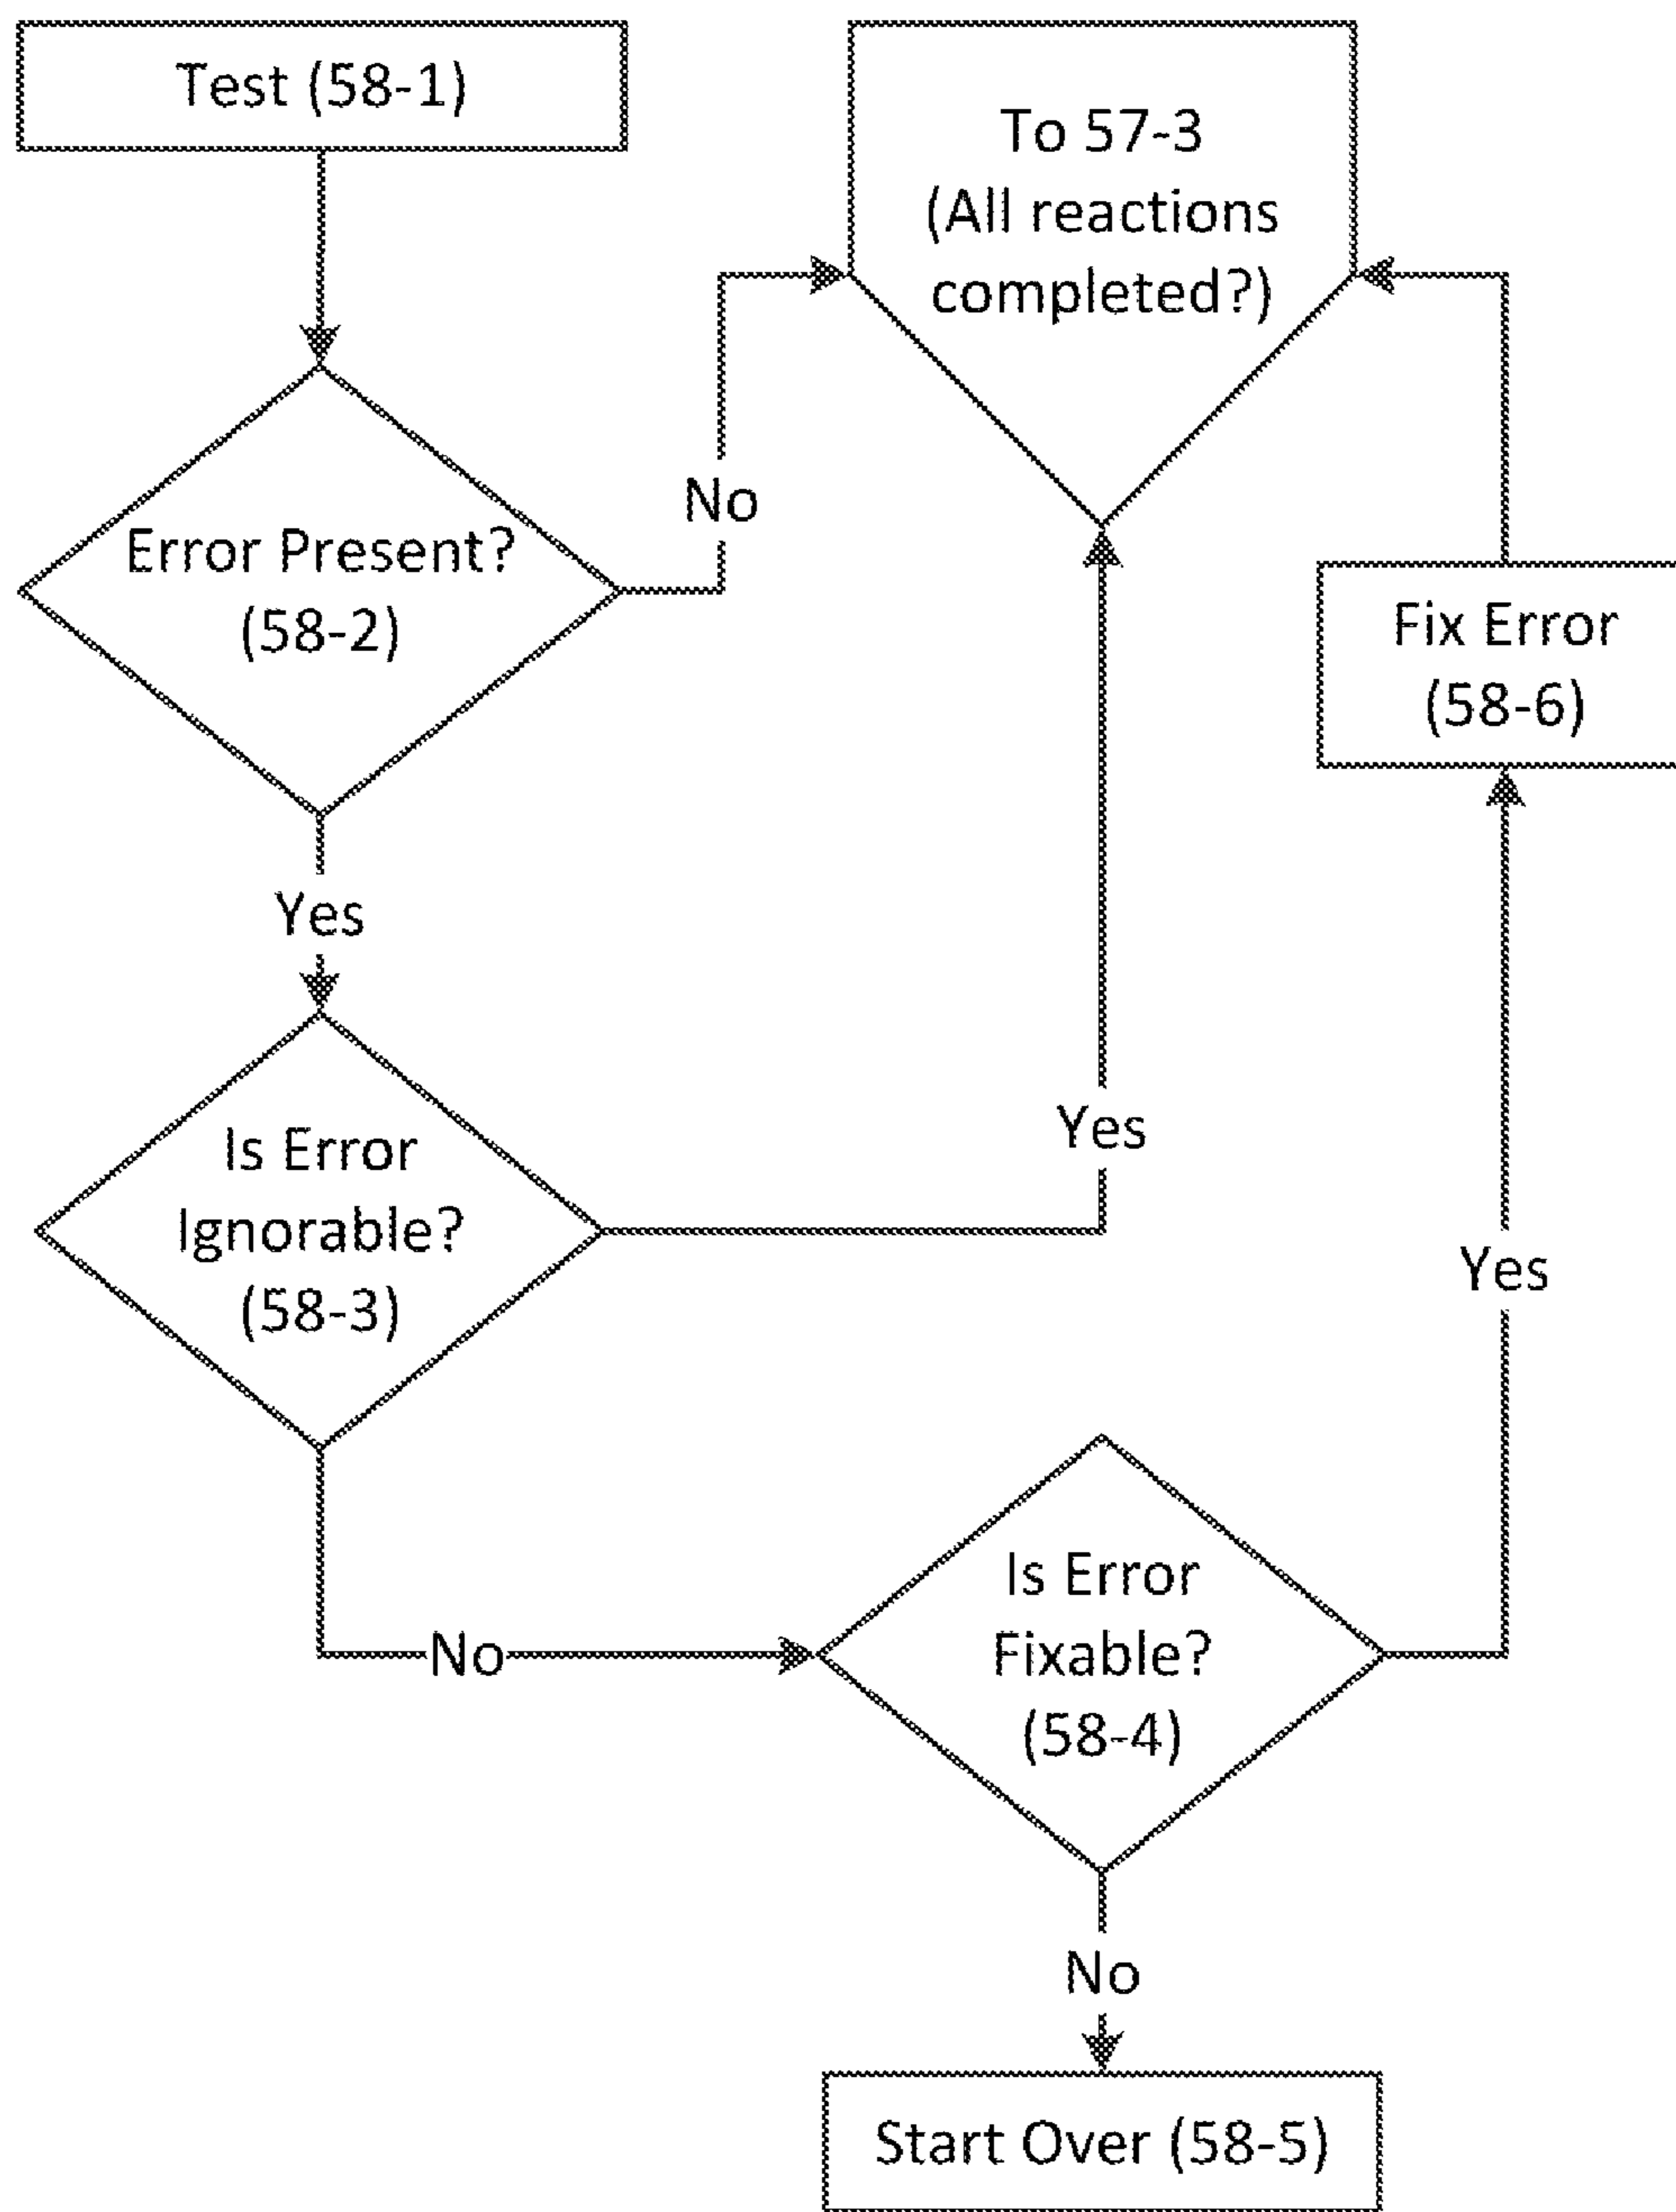 Test (58-1)
To 57-3
(All reactions
completed?)
No
Error Present?
(58-2)
Fix Error
(58-6)
Yes
Is Error
Ignorable?
(58-3)
Yes
Yes
No
Is Error
Fixable?
(58-4)
No
Start Over (58-5)